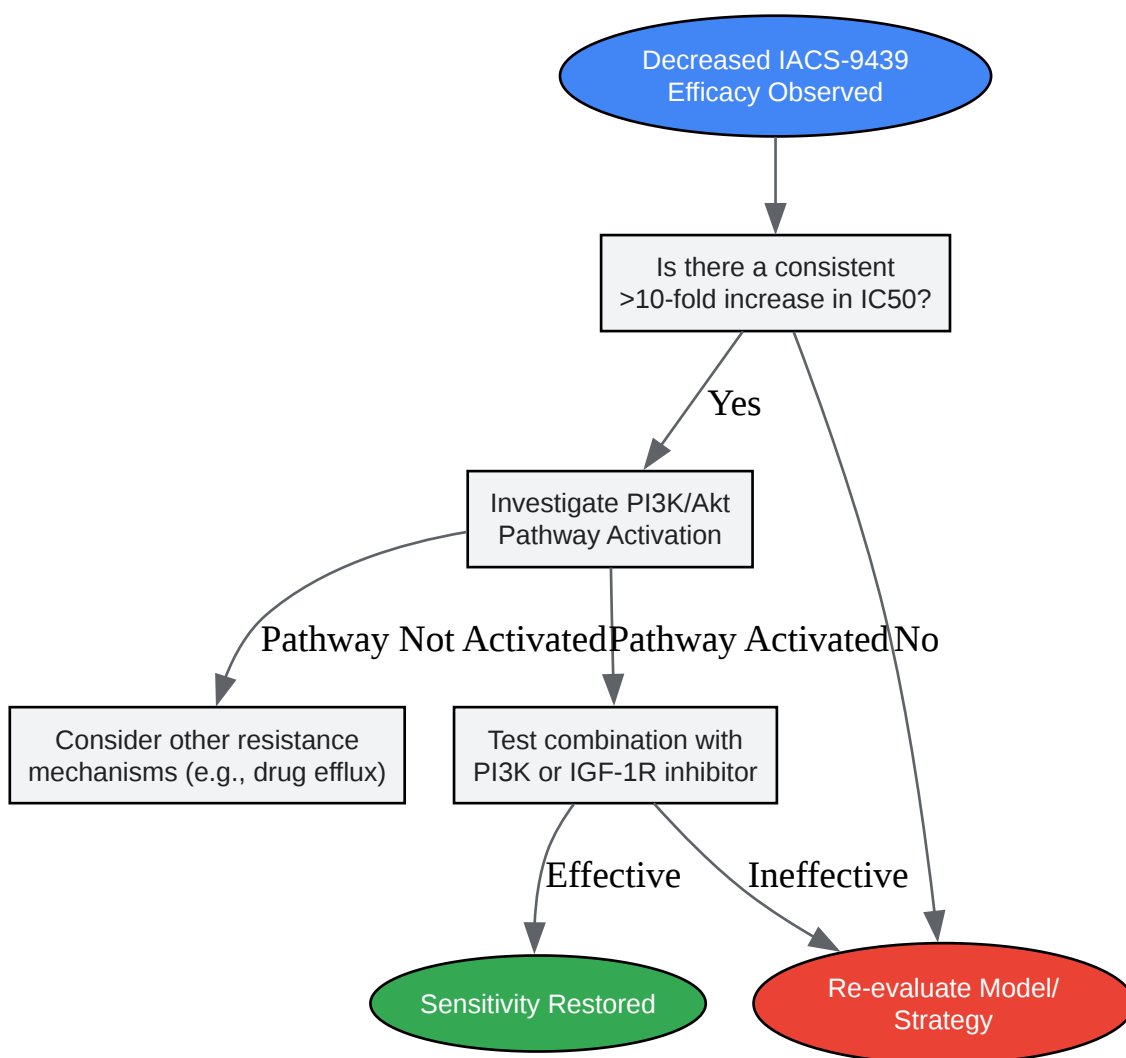 Decreased IACS-9439
Efficacy Observed
Is there a consistent
>10-fold increase in IC50?
Yes
Investigate PI3K/Akt
Pathway Activation
Pathway Not Activated
Pathway Activated
No
Consider other resistance
mechanisms (e.g., drug efflux)
Test combination with
PI3K or IGF-1R inhibitor
Effective
Ineffective
Sensitivity Restored
Re-evaluate Model/
Strategy